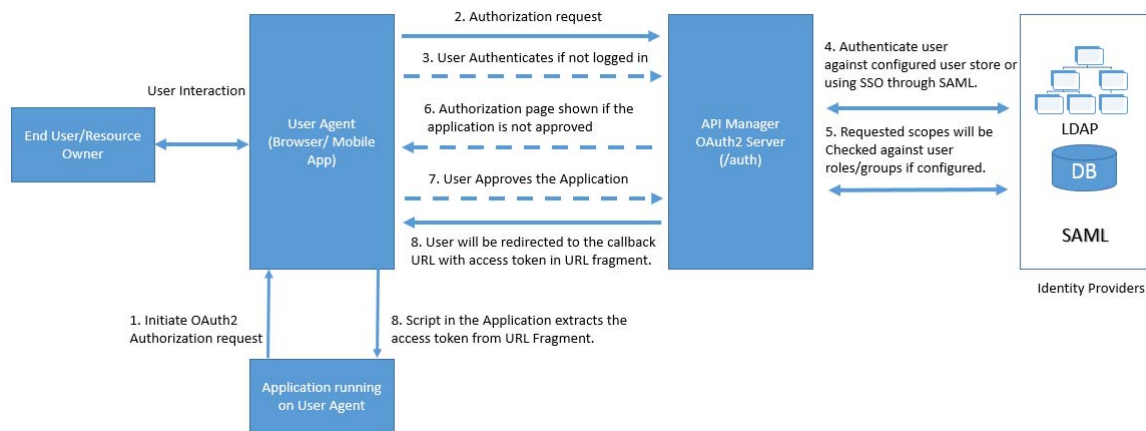 2. Authorization request
3. User Authenticates if not logged in
4. Authenticate user
against configured user store or
using SSO through SAML.
User Interaction
End User/Resource
Owner
User Agent
(Browser/ Mobile
App)
6. Authorization page shown if the
application is not approved
API Manager
OAuth2 Server
(/auth)
LDAP
5. Requested scopes will be
Checked against user
roles/groups if configured.
DB
7. User Approves the Application
SAML
8. User will be redirected to the callback
URL with access token in URL fragment.
Identity Providers
1. Initiate OAuth2
Authorization request
8. Script in the Application extracts the
access token from URL Fragment.
Application running
on User Agent